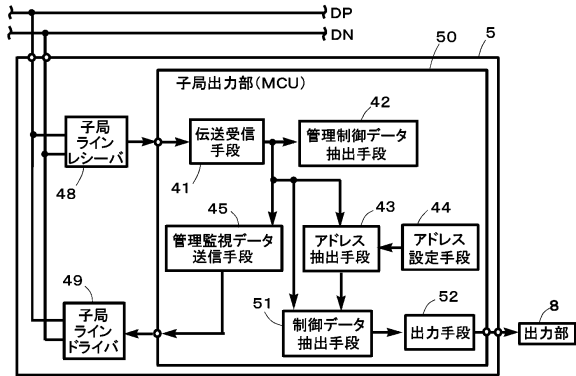 DP
DN
50
5
子局出力部(MCU)
子局
ライン
レシーバ
48
伝送受信
手段
41
42
管理制御データ
抽出手段
45
管理監視データ
送信手段
43
アドレス
抽出手段
44
アドレス
設定手段
49
子局
ライン
ドライバ
51
制御データ
抽出手段
52
出力手段
8
出力部